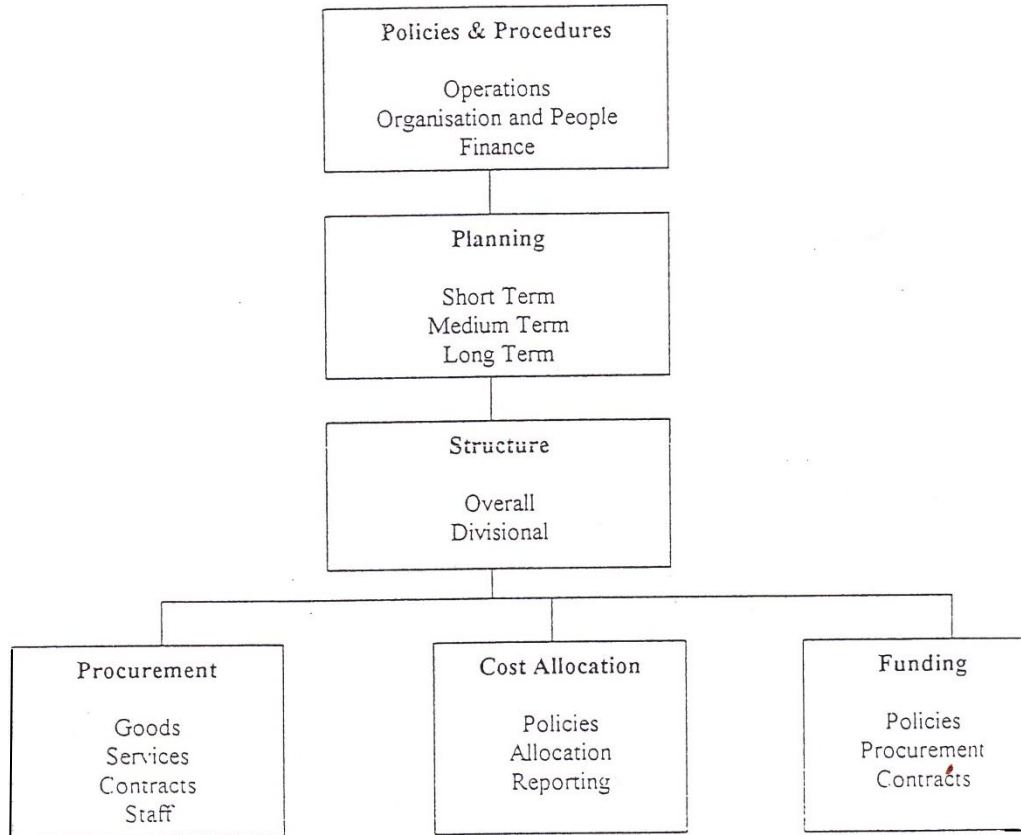 Policies & Procedures
Operations
Organisation and People
Finance
Planning
Short Term
Medium Term
Long Term
Structure
Overall
Divisional
Procurement
Goods
Services
Contracts
Staff
Cost Allocation
Policies
Allocation
Reporting
Funding
Policies
Procurement
Contracts